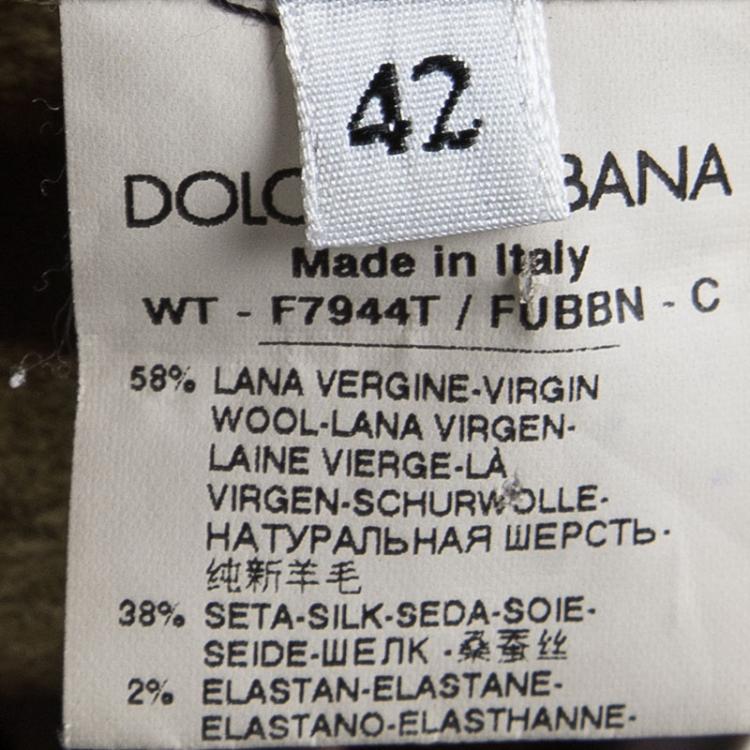 42
DOLC BANA
Made in Italy
WT - F7944T / FUBBN - C
58% LANA VERGINE-VIRGIN
WOOL-LANA VIRGEN-
LAINE VIERGE-LÀ
VIRGEN-SCHURWOLLE-
НАТУРАЛЬНАЯ ШЕРСТЬ-
纯新羊毛
38% SETA-SILK-SEDA-SOIE-
SEIDE-ШЕЛК -桑蚕丝
2% ELASTAN-ELASTANE-
ELASTANO-ELASTHANNE-